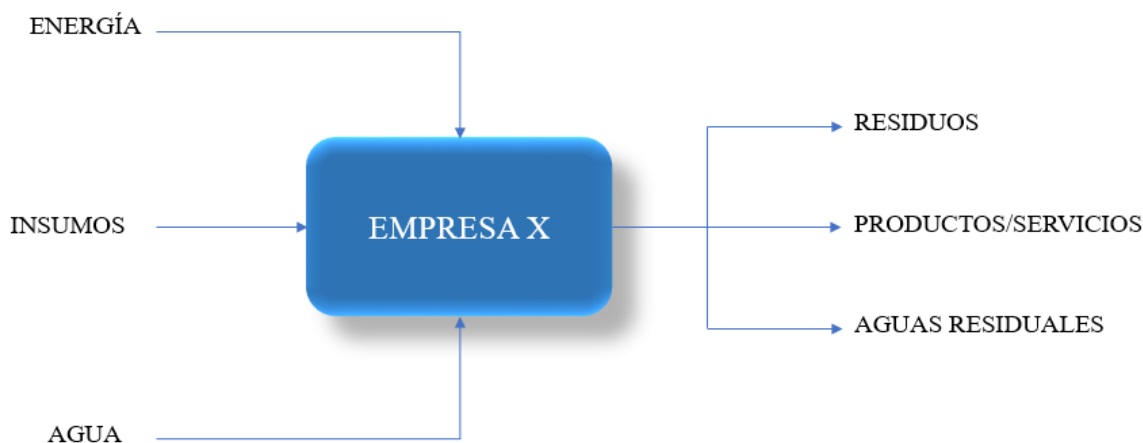 ENERGÍA
INSUMOS
AGUA
EMPRESA X
RESIDUOS
PRODUCTOS/SERVICIOS
AGUAS RESIDUALES